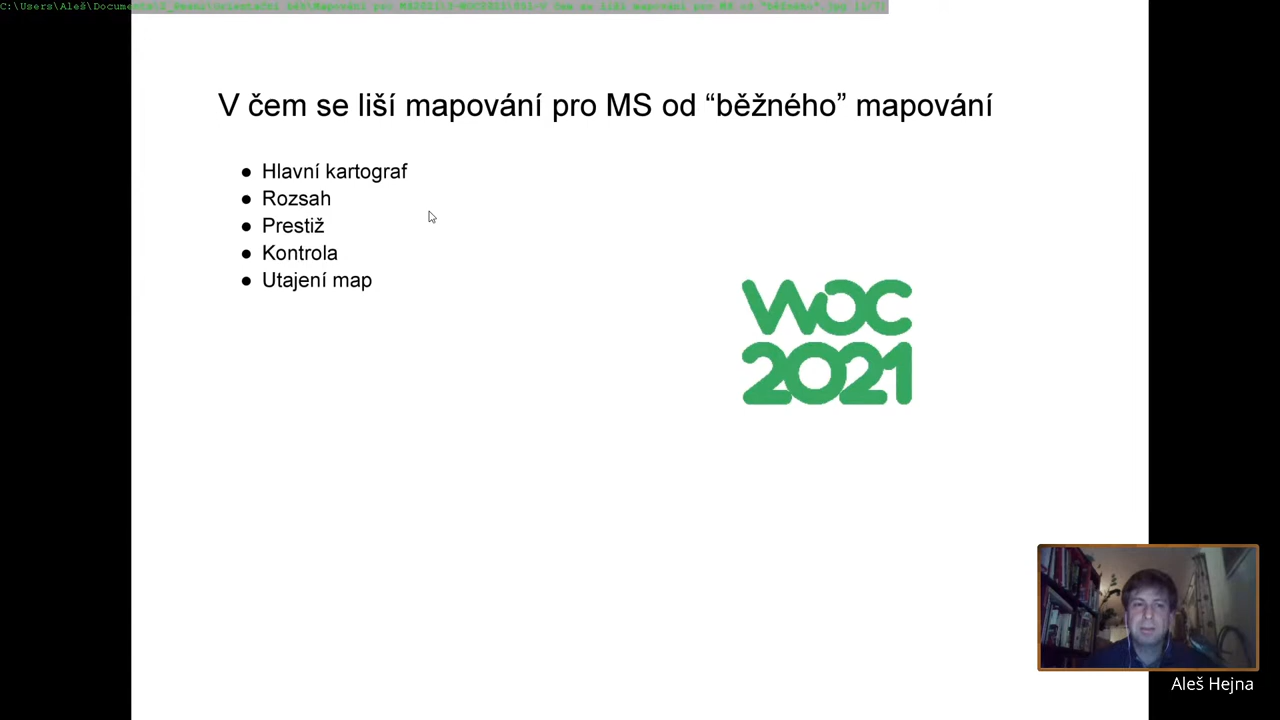 V čem se liší mapování pro MS od “běžného” mapování
● Hlavní kartograf
● Rozsah
● Prestiž
● Kontrola
● Utajení map
WOC
2021
Aleš Hejna